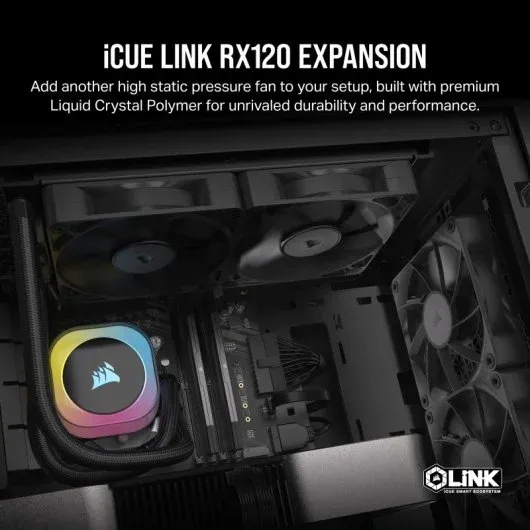 iCUE LINK RX120 EXPANSION
Add another high static pressure fan to your setup, built with premium
Liquid Crystal Polymer for unrivaled durability and performance.
LiNK
iCUE SMART ECOSYSTEM